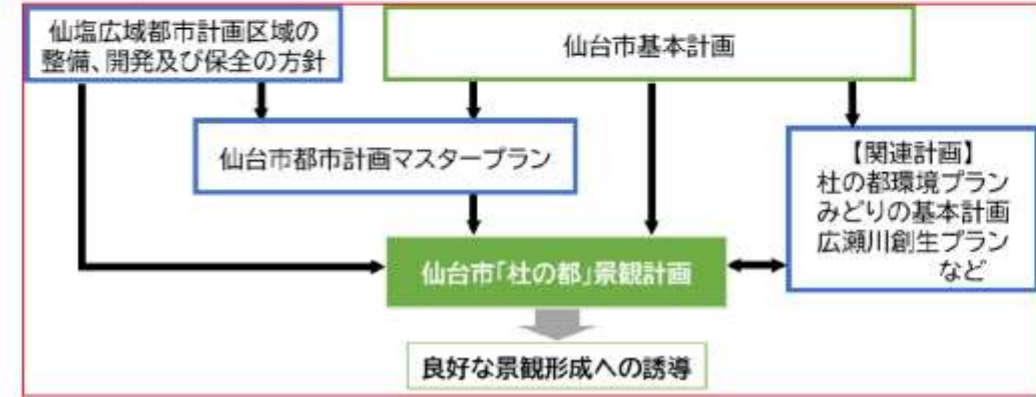 仙塩広域都市計画区域の
整備、開発及び保全の方針
仙台市基本計画
仙台市都市計画マスタープラン
【関連計画】
杜の都環境プラン
みどりの基本計画
広瀬川創生プラン
など
仙台市「杜の都」景観計画
良好な景観形成への誘導